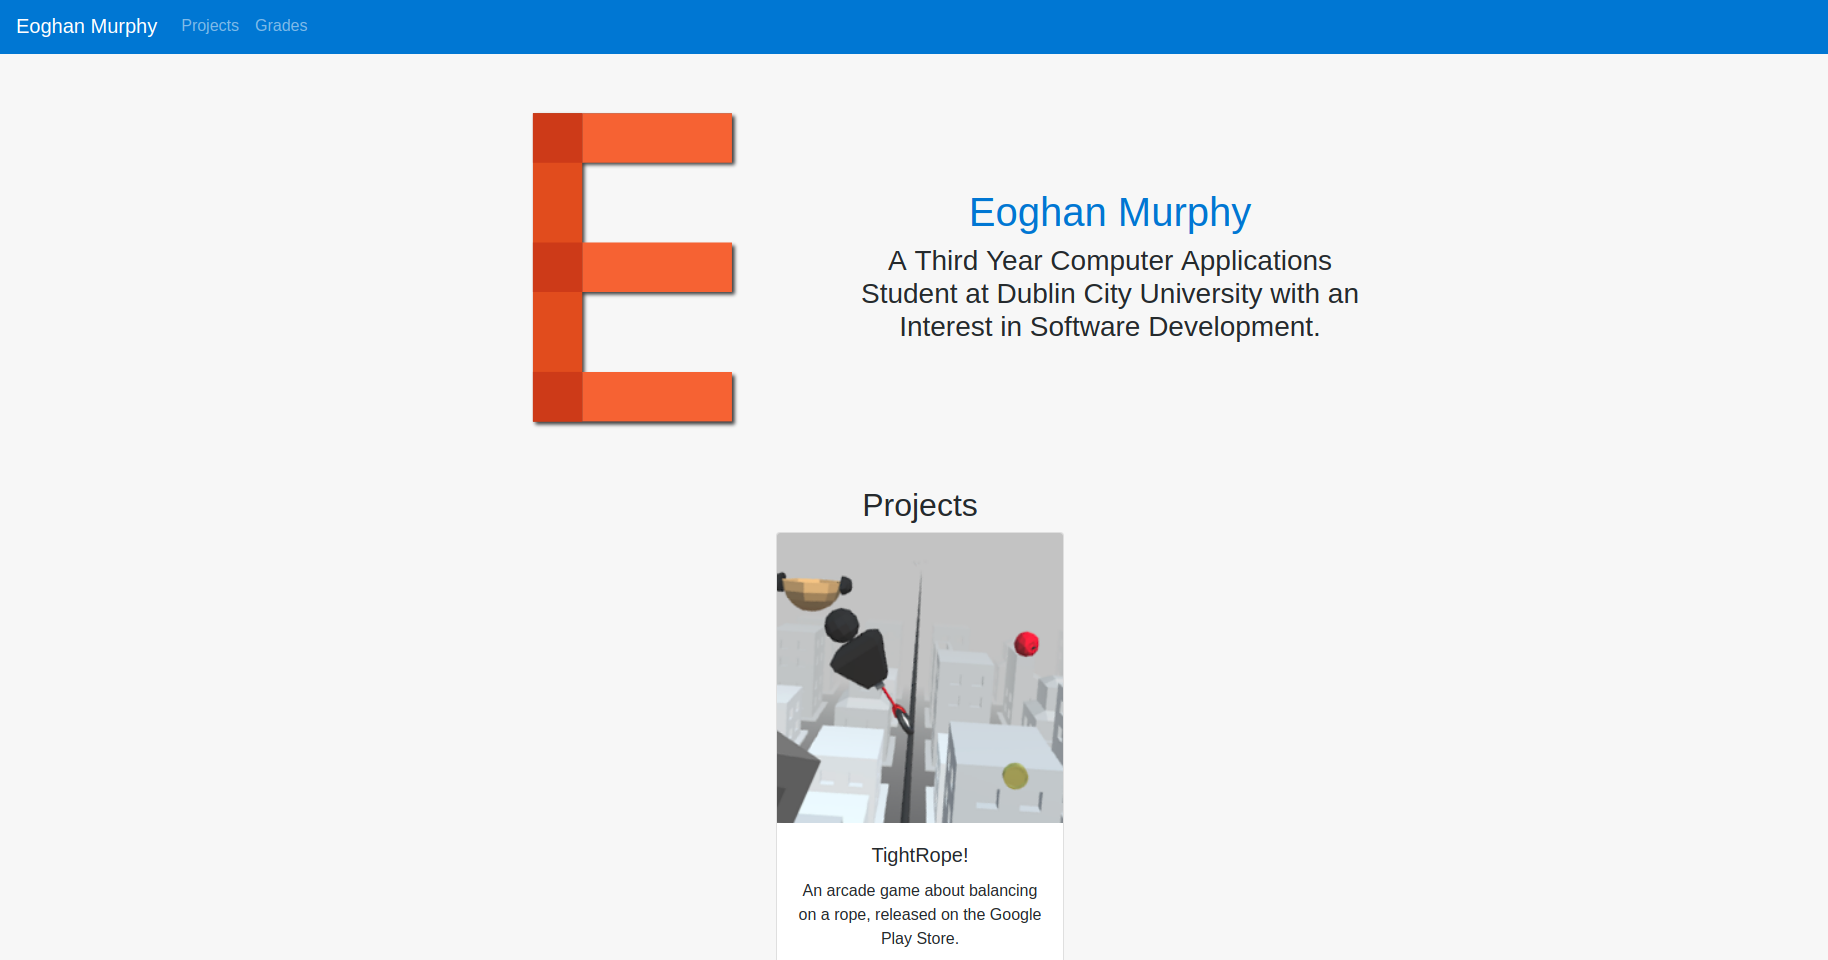 Eoghan Murphy Projects Grades
E
Eoghan Murphy
A Third Year Computer Applications
Student at Dublin City University with an
Interest in Software Development.
Projects
TightRope!
An arcade game about balancing
on a rope, released on the Google
Play Store.